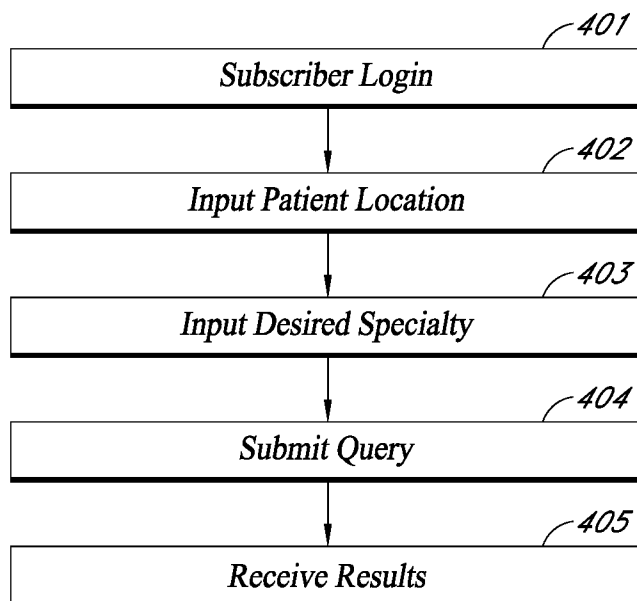 401
Subscriber Login
402
Input Patient Location
403
Input Desired Specialty
404
Submit Query
405
Receive Results